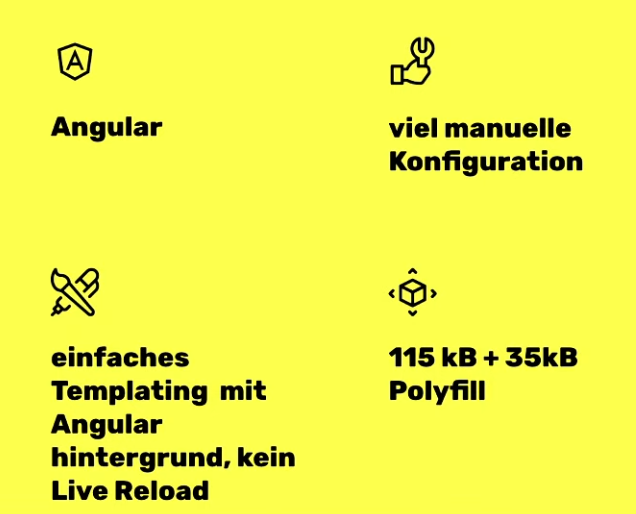 Angular
viel manuelle
Konfiguration
einfaches
Templating mit
Angular
hintergrund, kein
Live Reload
115 kB + 35kB
Polyfill